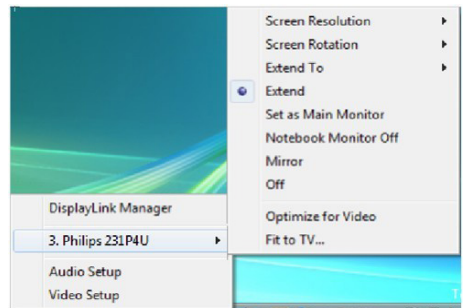 Screen Resolution
Screen Rotation
Extend To
Extend
Set as Main Monitor
Notebook Monitor Off
Mirror
Off
Optimize for Video
Fit to TV...
DisplayLink Manager
3. Philips 231P4U
Audio Setup
Video Setup